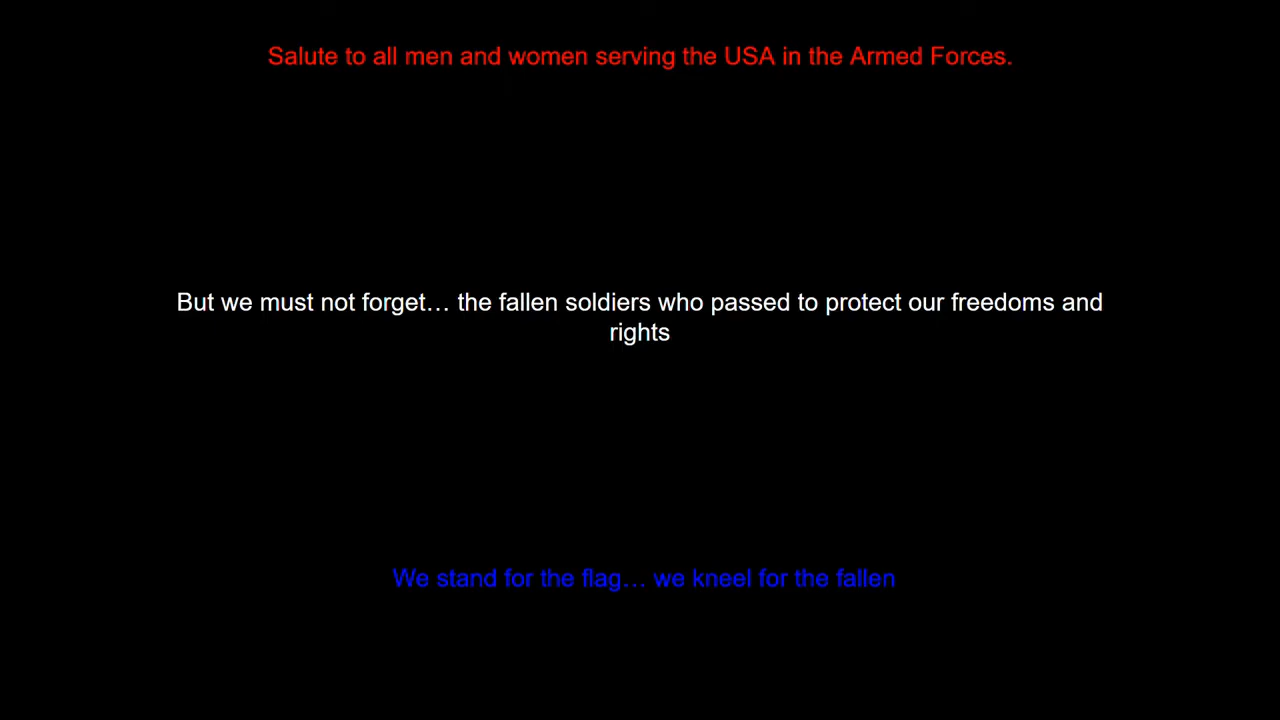 Salute to all men and women serving the USA in the Armed Forces.
But we must not forget… the fallen soldiers who passed to protect our freedoms and
rights
We stand for the flag… we kneel for the fallen